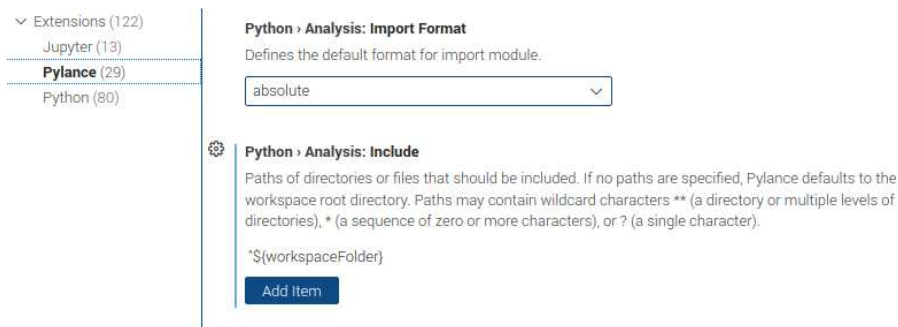 Extensions (122)
Jupyter (13)
Pylance (29)
Python (80)
Python › Analysis: Import Format
Defines the default format for import module.
absolute
Python › Analysis: Include
Paths of directories or files that should be included. If no paths are specified, Pylance defaults to the
workspace root directory. Paths may contain wildcard characters ** (a directory or multiple levels of
directories), * (a sequence of zero or more characters), or ? (a single character).
"${workspaceFolder}
Add Item